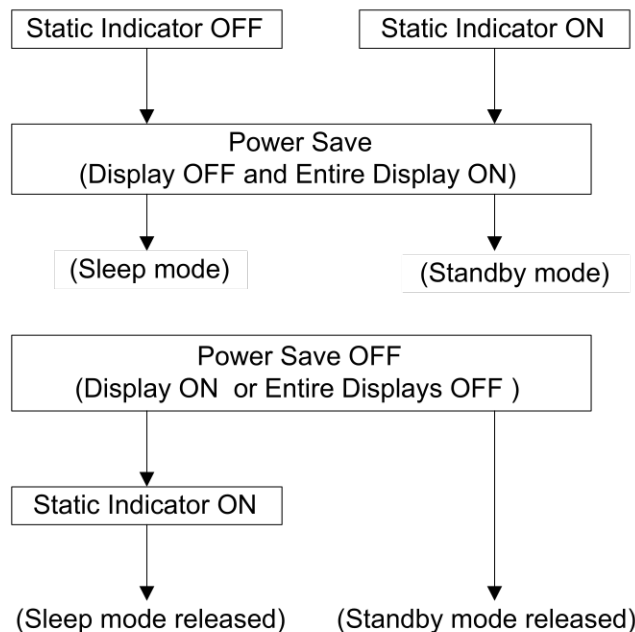 Static Indicator OFF
Static Indicator ON
Power Save
(Display OFF and Entire Display ON)
(Sleep mode)
(Standby mode)
Power Save OFF
(Display ON or Entire Displays OFF )
Static Indicator ON
(Sleep mode released)
(Standby mode released)